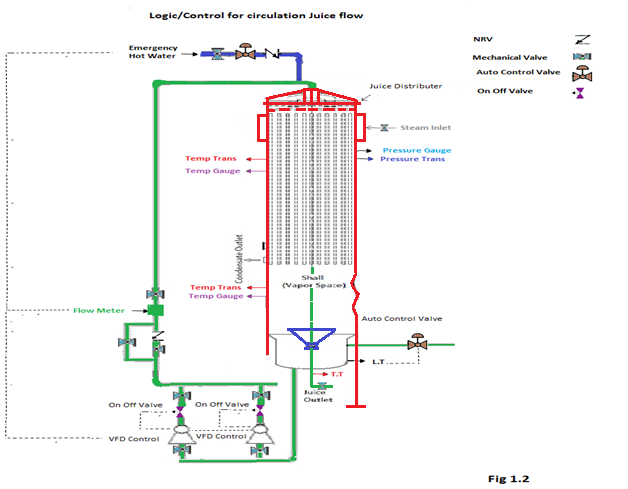 Logic/Control for circulation Juice flow
Emergency
Hot Water
NRV
Mechanical Valve
Auto Control Valve
On Off Valve
Juice Distributer
Steam Inlet
Pressure Gauge
Pressure Trans
Temp Trans
Temp Gauge
Condensate Outlet
Shall
(Vapor Space)
Temp Trans
Temp Gauge
Flow Meter
Auto Control Valve
L.T
T.T
Juice
Outlet
On Off Valve
On Off Valve
VFD Control
VFD Control
Fig 1.2